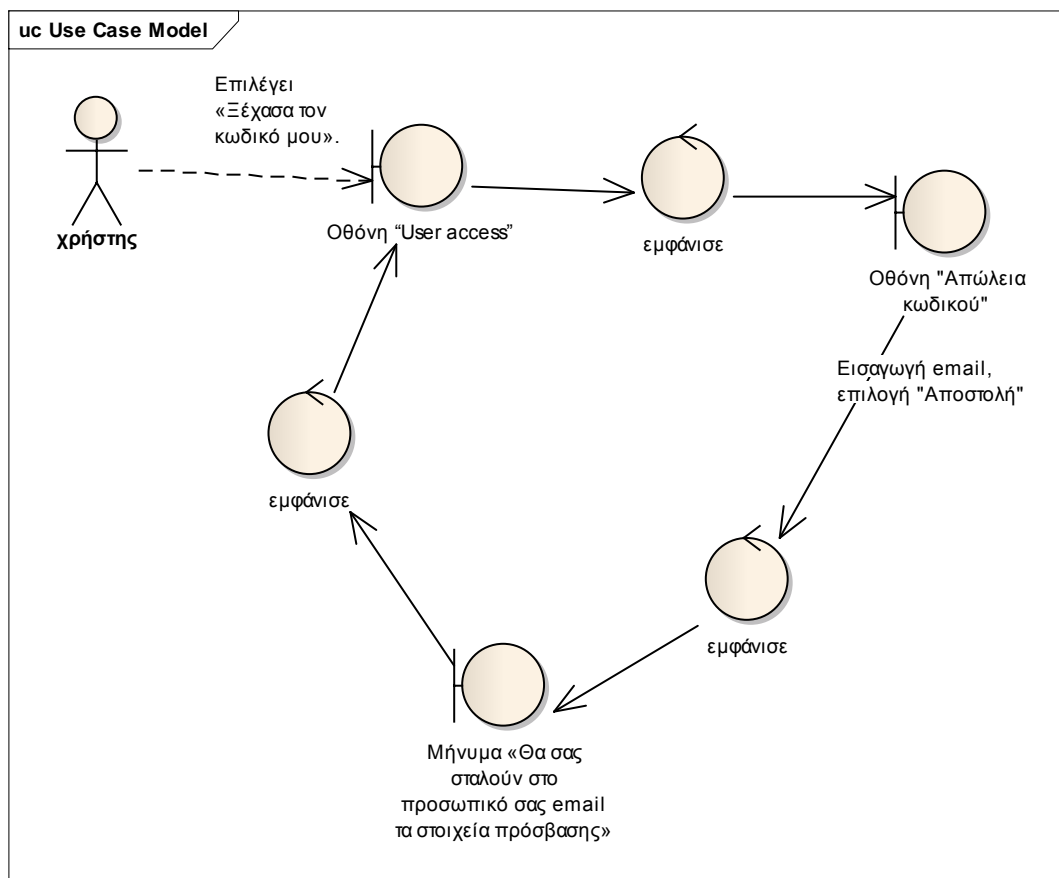 uc Use Case Model
Επιλέγει
«Ξέχασα τον
κωδικό μου».
χρήστης
Οθόνη “User access”
εμφάνισε
Οθόνη "Απώλεια
κωδικού"
Εισαγωγή email,
επιλογή "Αποστολή"
εμφάνισε
εμφάνισε
Μήνυμα «Θα σας
σταλούν στο
προσωπικό σας email
τα στοιχεία πρόσβασης»